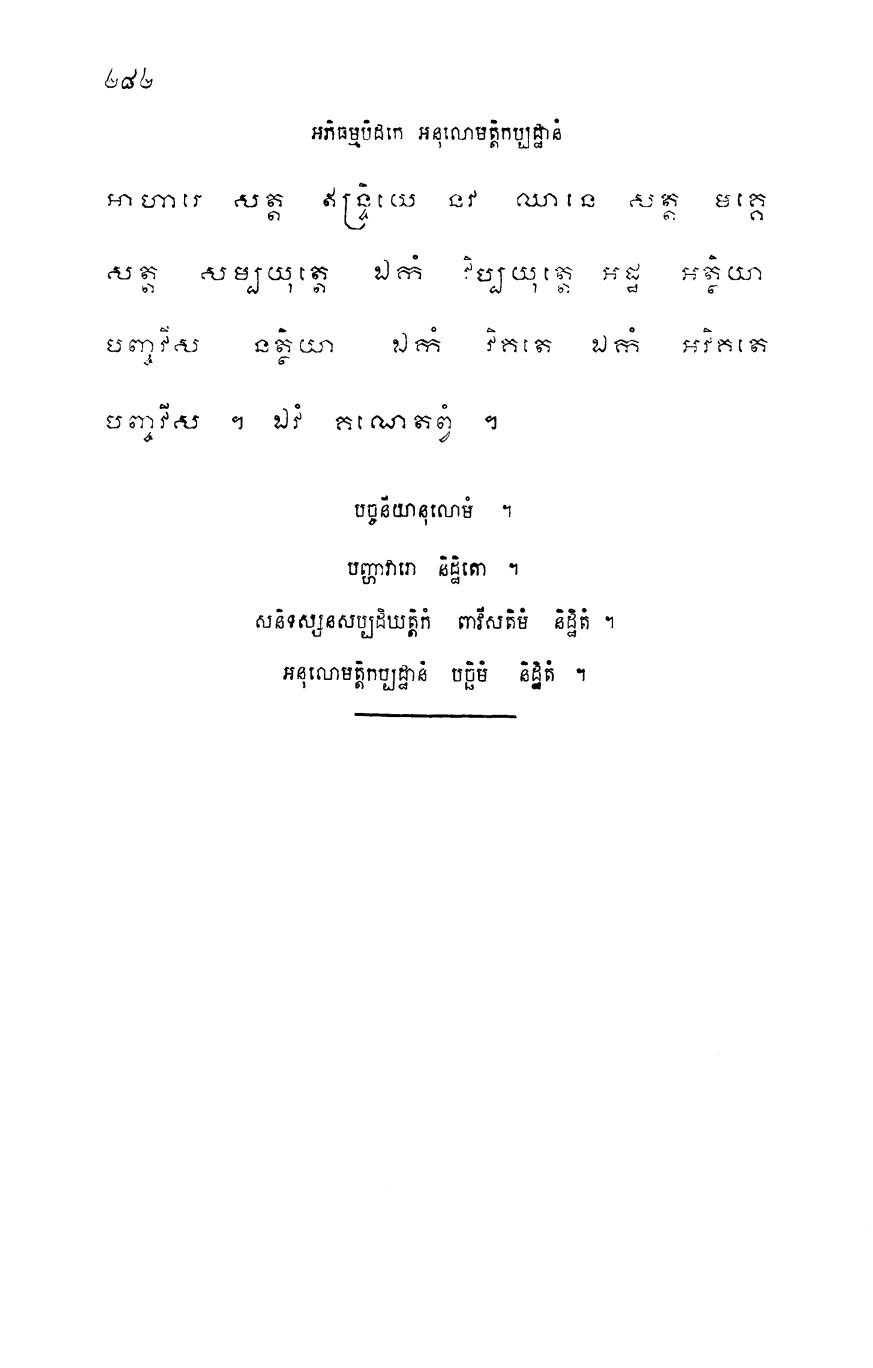 ២៨២
អភិធម្មបិដកេ អនុលោមត្តិកប្បដ្ឋានំ
អាហារេ សត្ត ឥន្ទ្រិយេ នវ ឈានេ សត្ត មគ្គេ
សត្ត សម្បយុត្តេ ឯកំ វិប្បយុត្តេ អដ្ឋ អត្ថិយា
បញ្ចវីស នត្ថិយា ឯកំ វិគតេ ឯកំ អវិគតេ
បញ្ចវីស ។ ឯវំ គណេតព្វំ ។
បច្ចនីយានុលោមំ ។
បញ្ហាវារោ និដ្ឋិតោ ។
សនិទស្សនសប្បដិឃត្តិកំ ពាវីសតិមំ និដ្ឋិតំ ។
អនុលោមត្តិកប្បដ្ឋានំ បច្ឆិមំ និដ្ឋិតំ ។